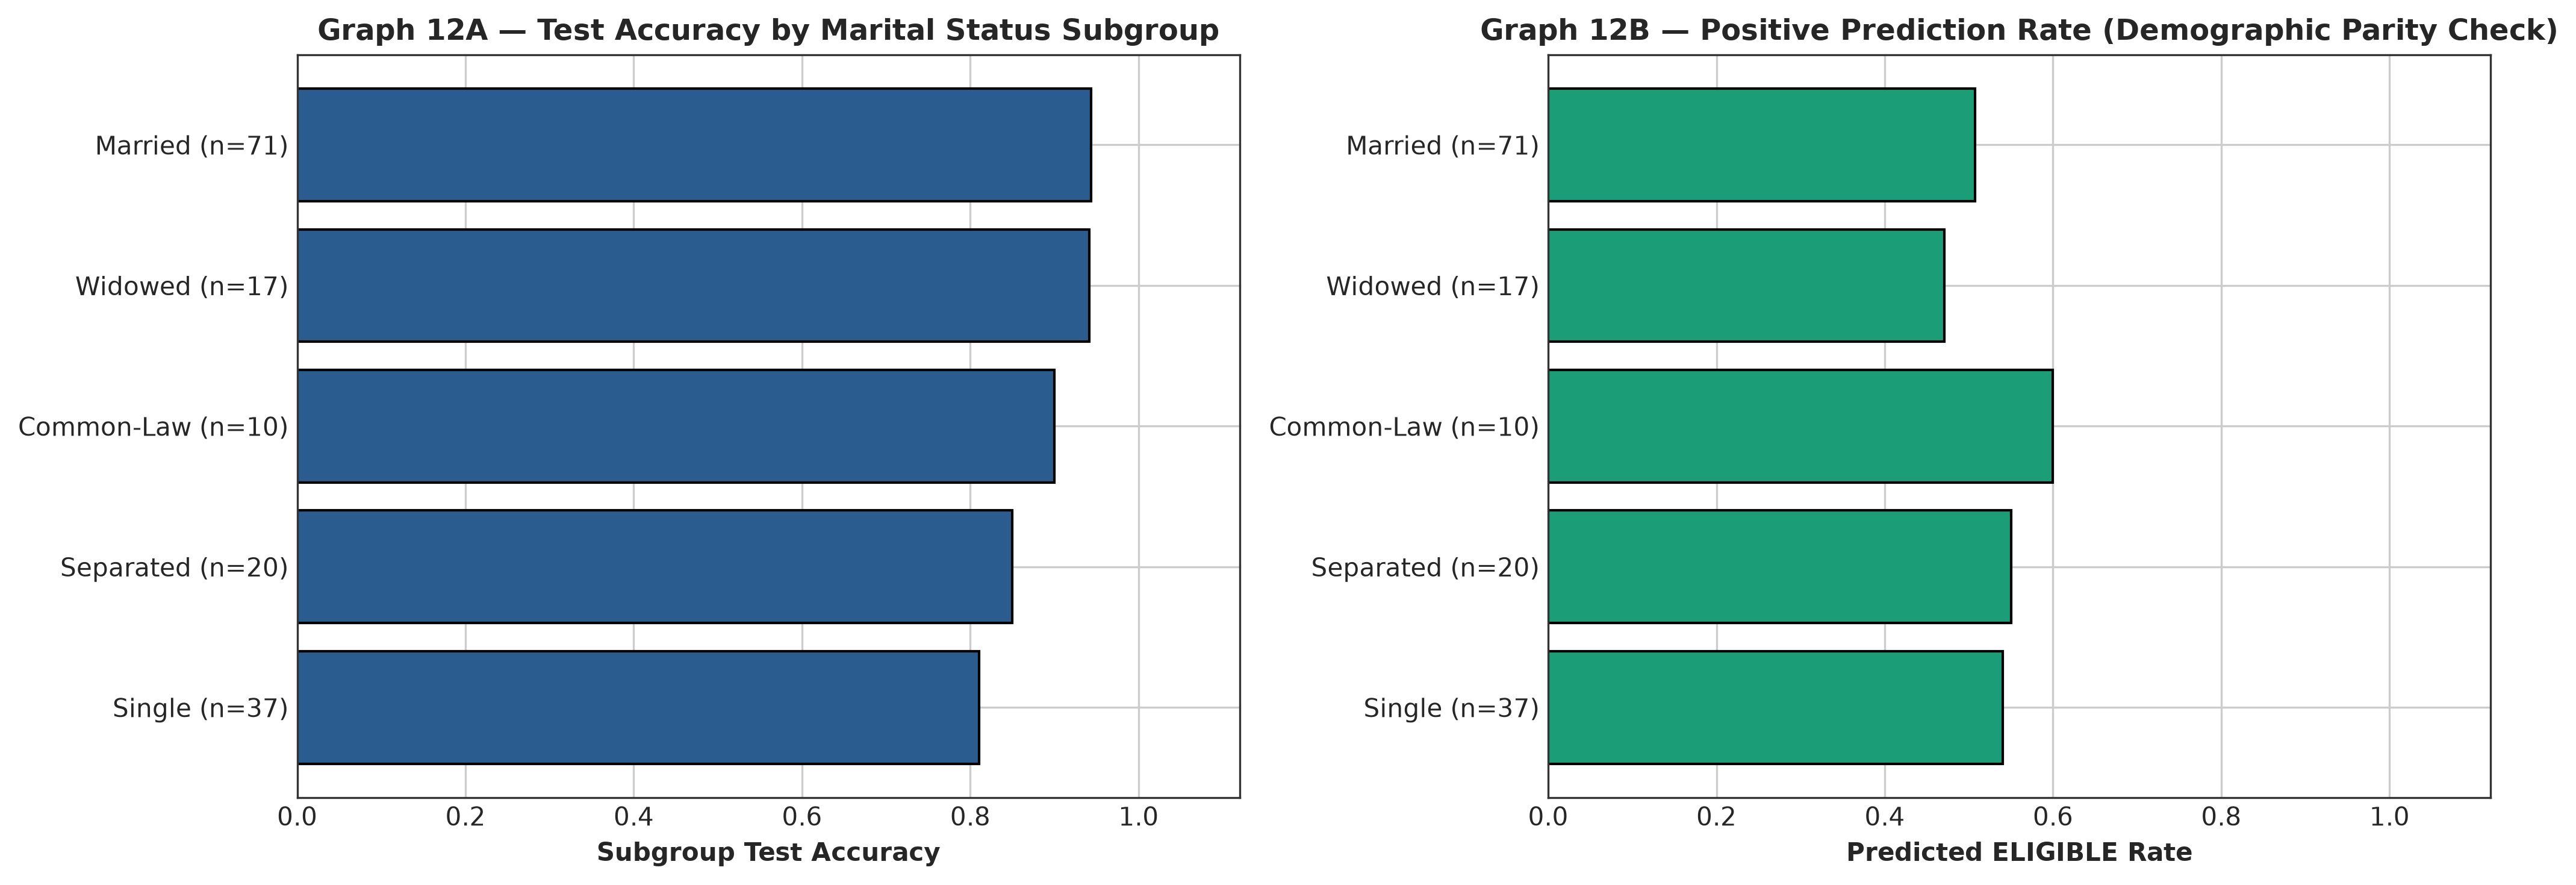 Graph 12A — Test Accuracy by Marital Status Subgroup
Married (n=71)
Widowed (n=17)
Common-Law (n=10)
Separated (n=20)
Single (n=37)
0.0 0.2 0.4 0.6 0.8 1.0
Subgroup Test Accuracy
Graph 12B — Positive Prediction Rate (Demographic Parity Check)
Married (n=71)
Widowed (n=17)
Common-Law (n=10)
Separated (n=20)
Single (n=37)
0.0 0.2 0.4 0.6 0.8 1.0
Predicted ELIGIBLE Rate